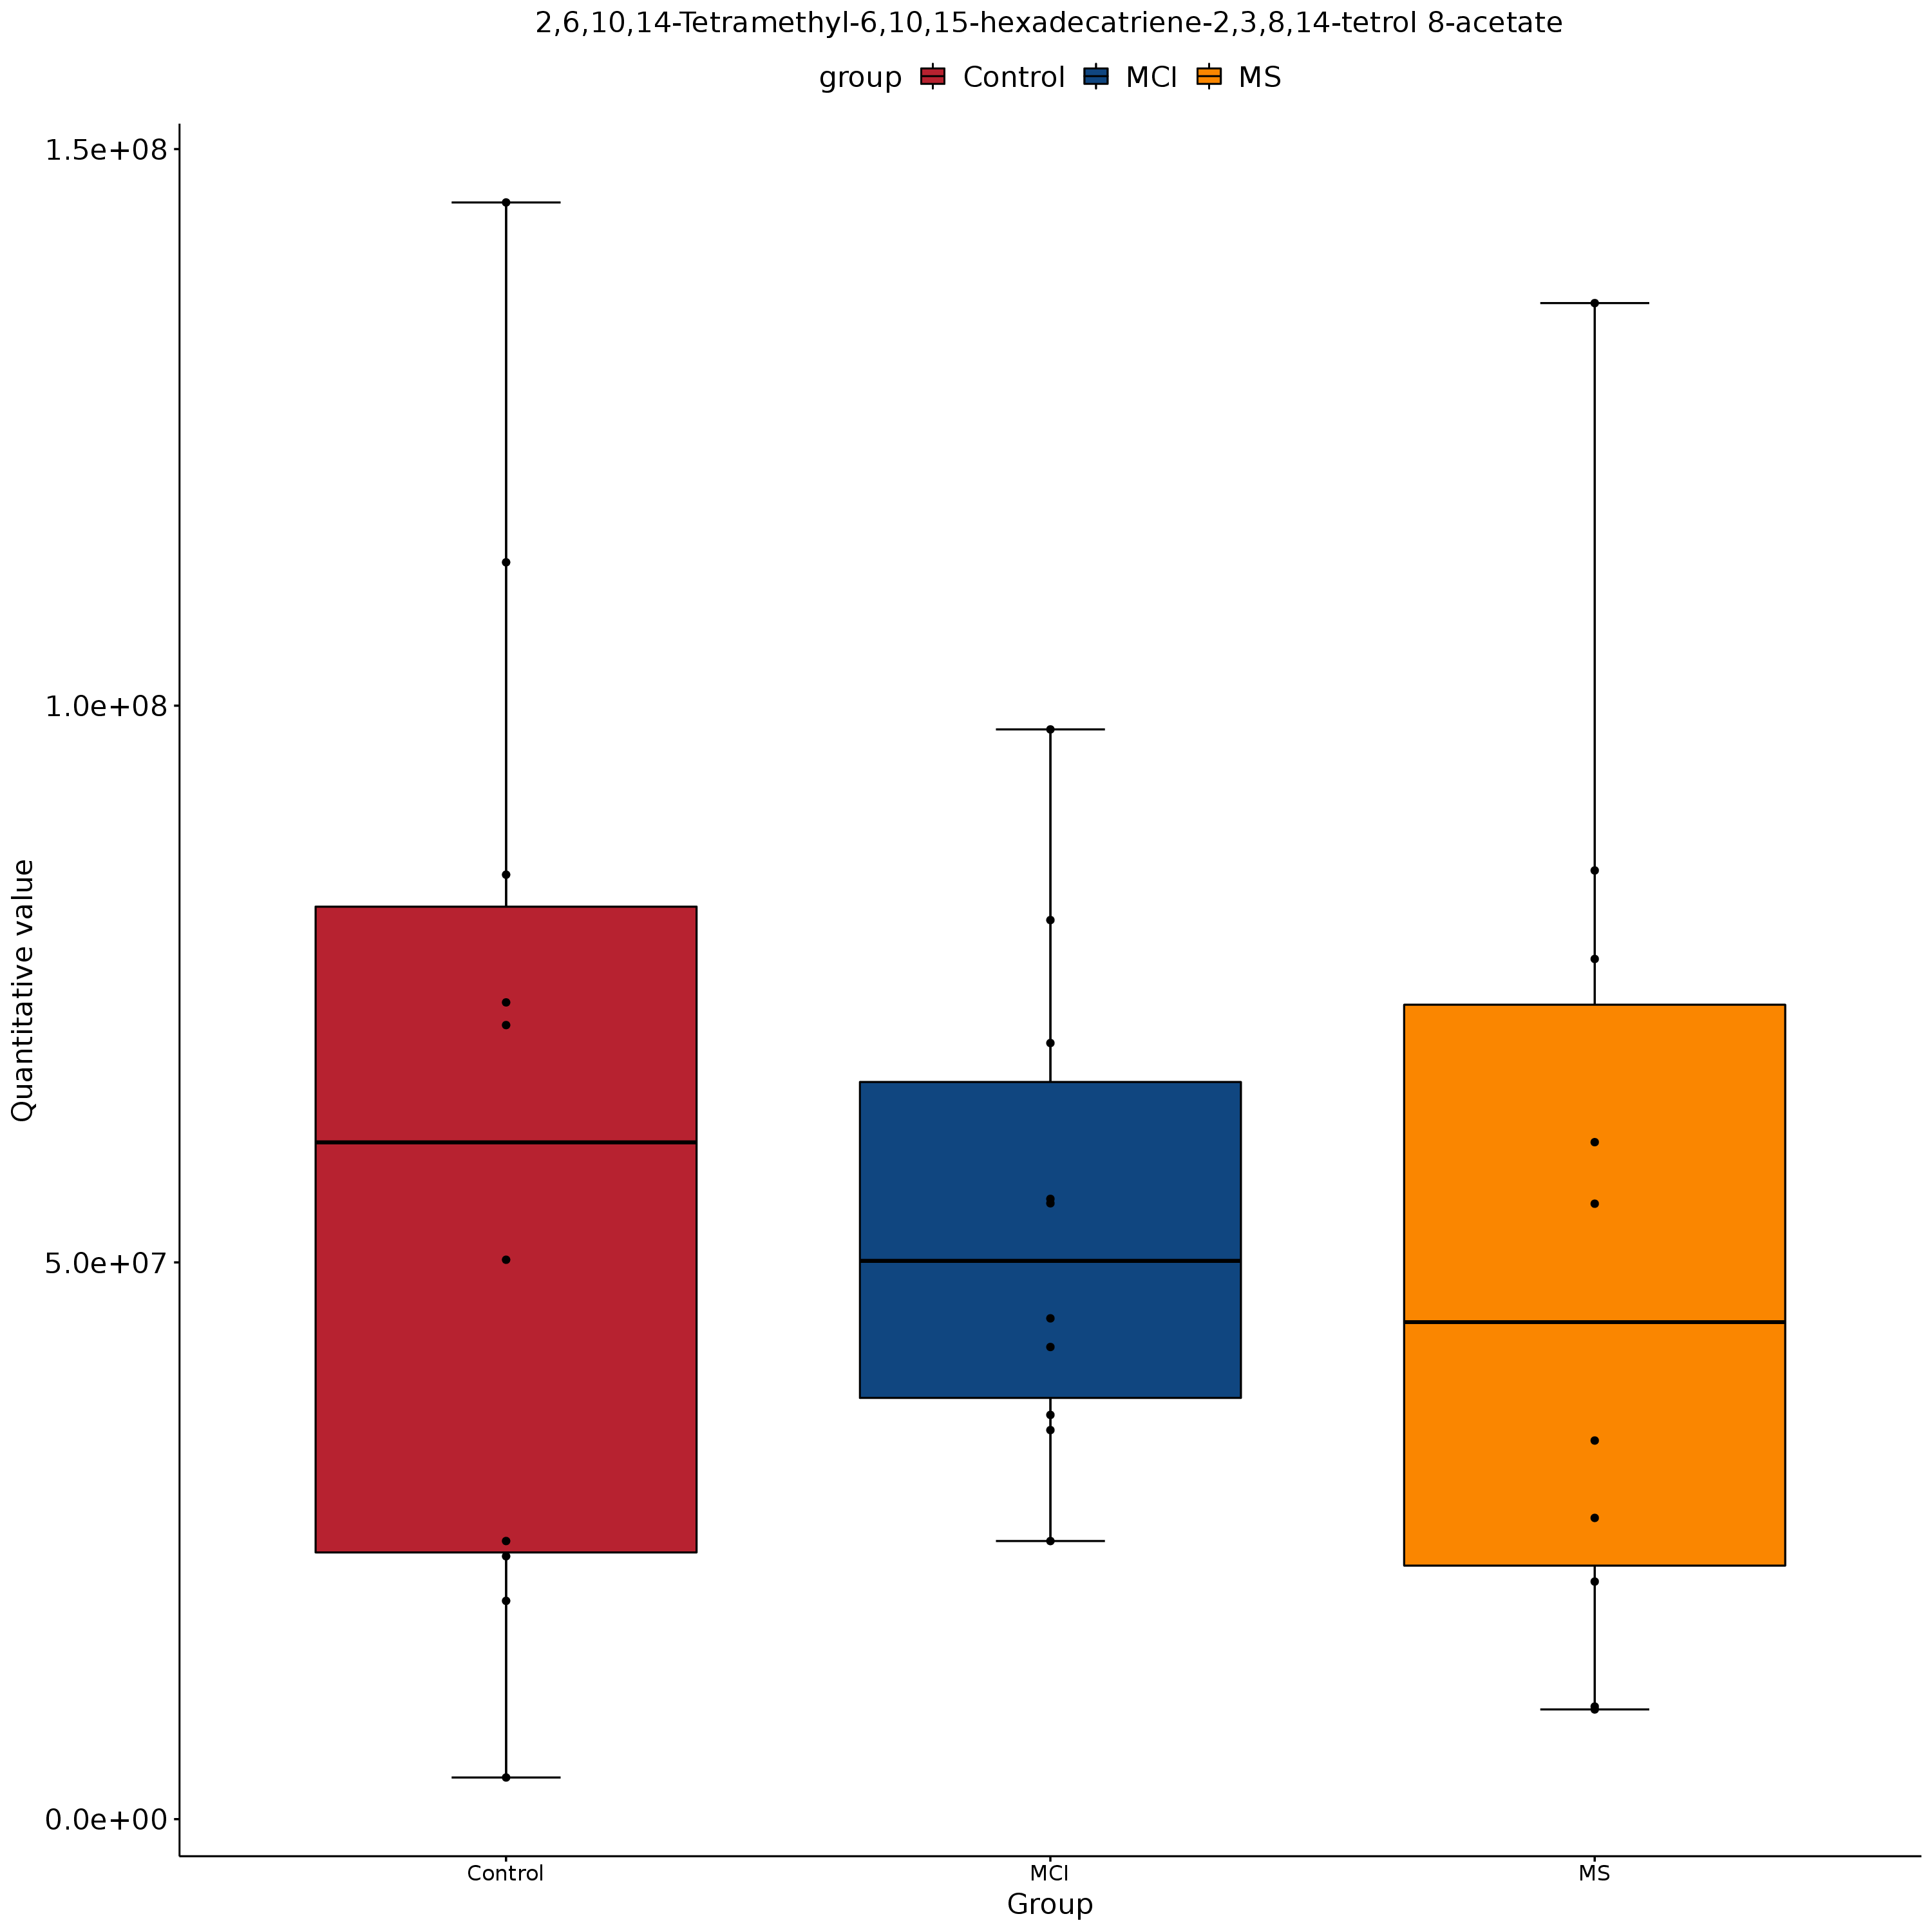 2,6,10,14-Tetramethyl-6,10,15-hexadecatriene-2,3,8,14-tetrol 8-acetate
group Control MCI MS
1.5e+08
1.0e+08
5.0e+07
0.0e+00
Quantitative value
Control MCI MS
Group